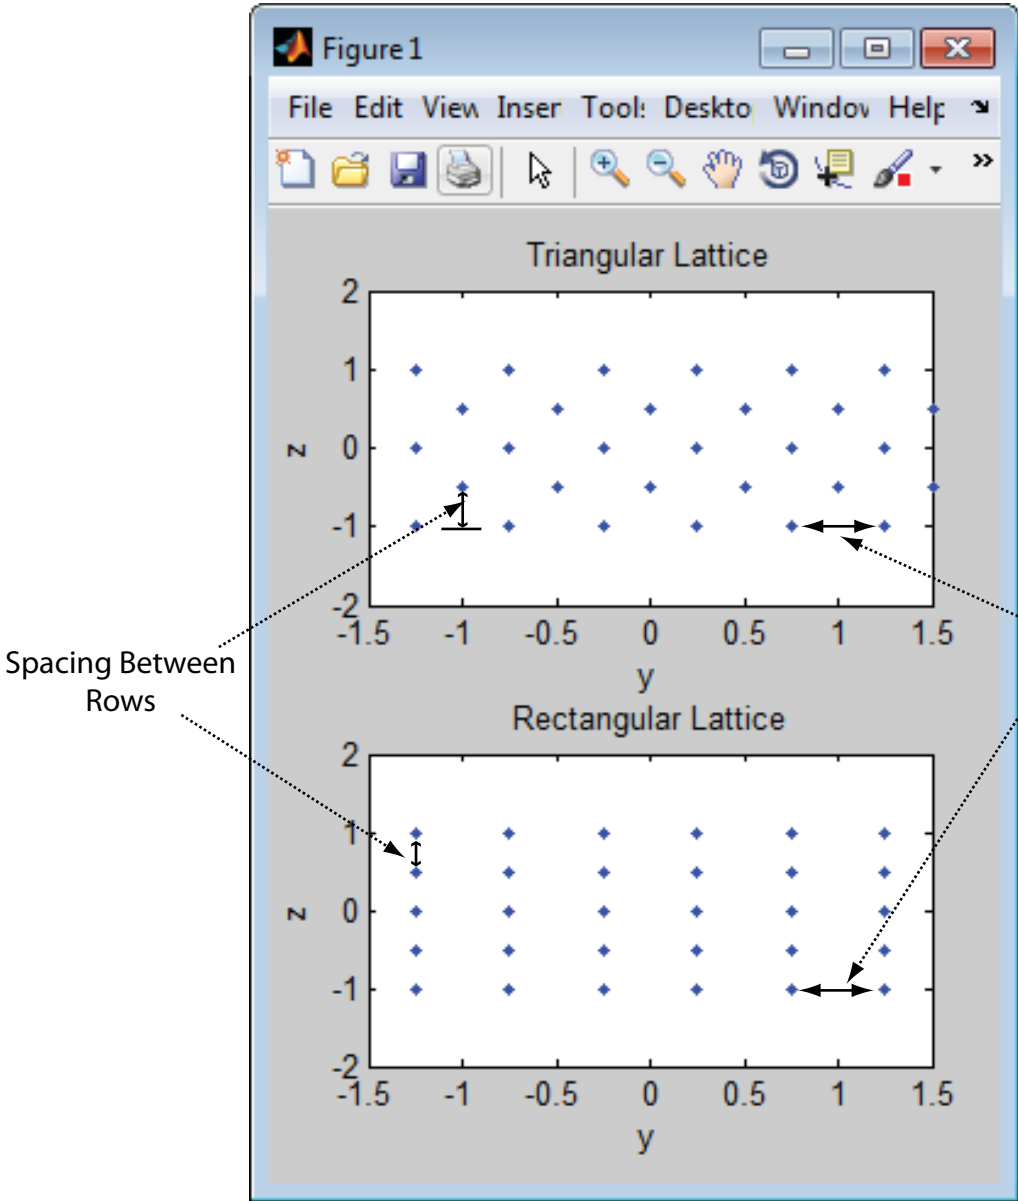 Figure 1
File Edit View Inser Tool: Deskto Windov Help
Triangular Lattice
2
1
0
-1
-2
z
-1.5 -1 -0.5 0 0.5 1 1.5
y
Spacing Between
Rows
Rectangular Lattice
2
1
0
-1
-2
z
-1.5 -1 -0.5 0 0.5 1 1.5
y